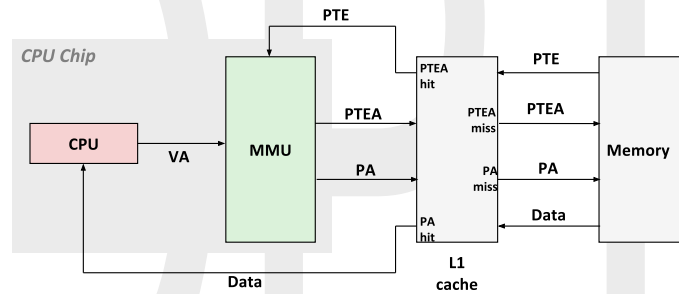 PTE
CPU Chip
PTEA
hit
PTE
PTEA
PTEA
miss
PTEA
CPU
VA
MMU
Memory
PA
PA
miss
PA
PA
hit
Data
L1
cache
Data